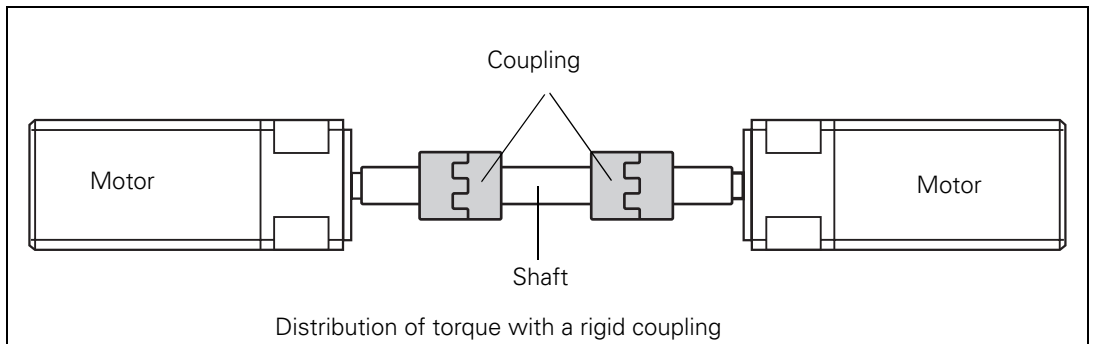 Coupling
Motor
Motor
Shaft
Distribution of torque with a rigid coupling